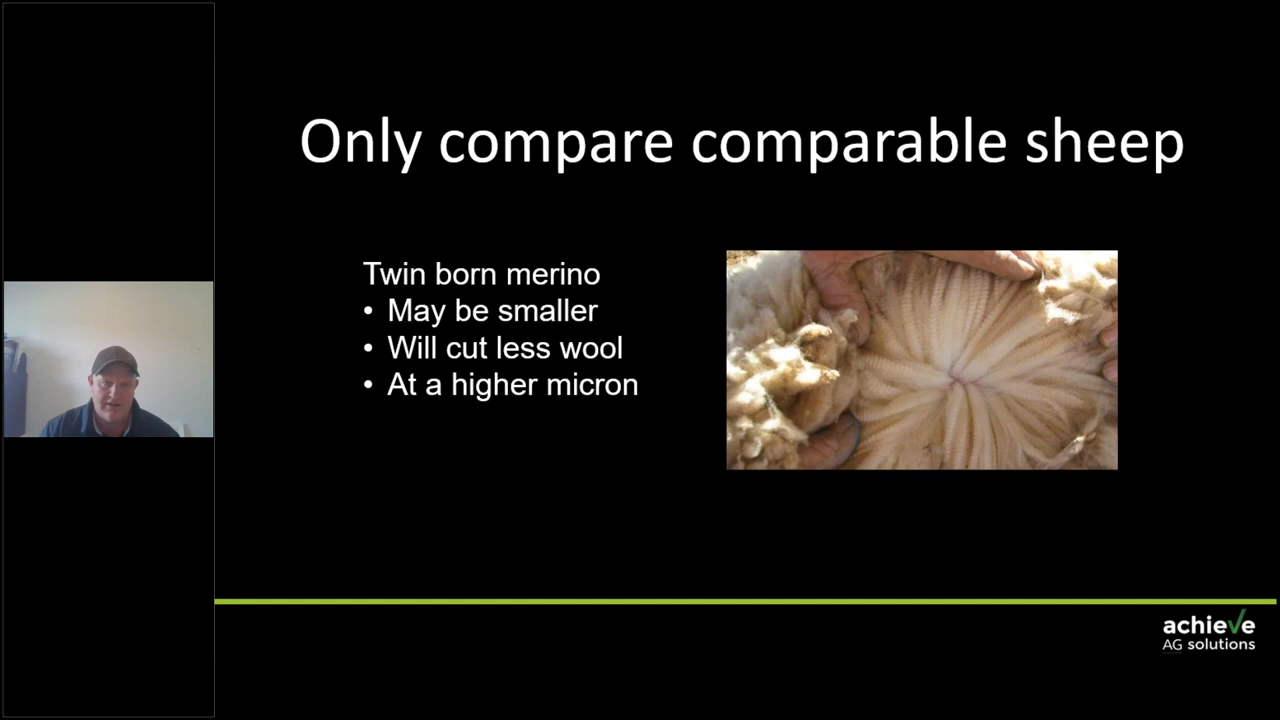 Only compare comparable sheep
Twin born merino
• May be smaller
• Will cut less wool
• At a higher micron
achieve
AG solutions